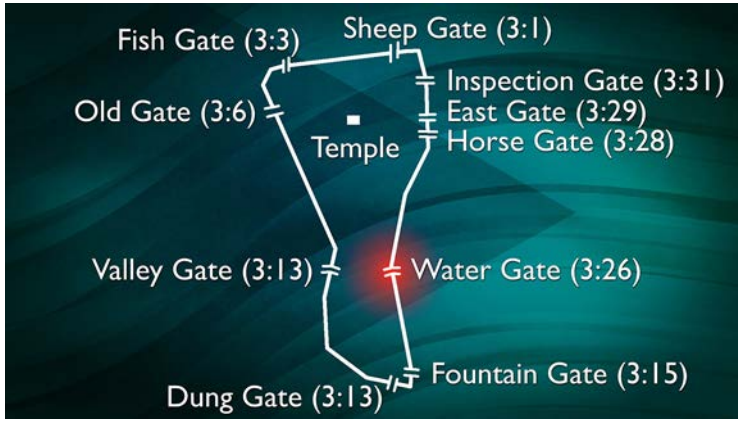 Sheep Gate (3:1)
Fish Gate (3:3)
Inspection Gate (3:31)
Old Gate (3:6)
East Gate (3:29)
Horse Gate (3:28)
Temple
Valley Gate (3:13)
Water Gate (3:26)
Fountain Gate (3:15)
Dung Gate (3:13)